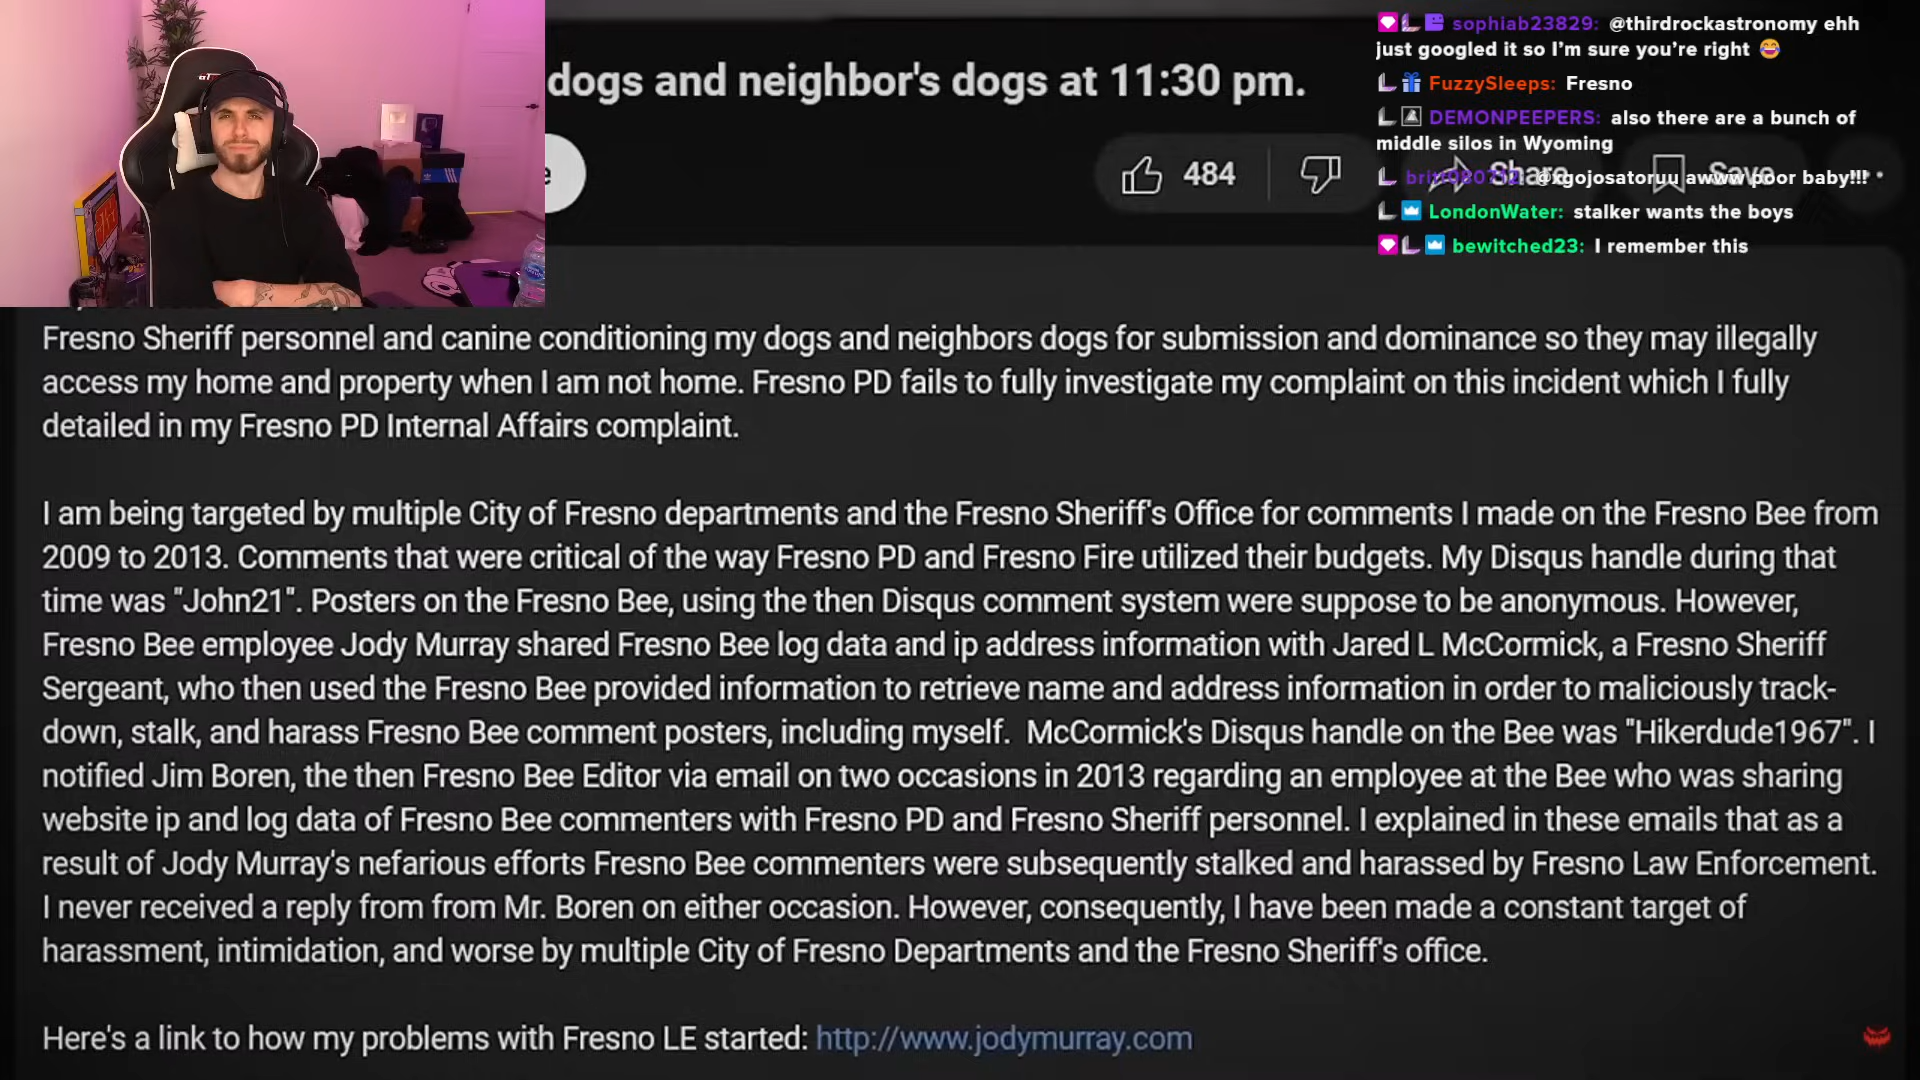 dogs and neighbor's dogs at 11:30 pm.
e
484
Share
Save
sophiab23829: @thirdrockastronomy ehh
just googled it so I'm sure you're right 😂
FuzzySleeps: Fresno
DEMONPEEPERS: also there are a bunch of
middle silos in Wyoming
@xgojosatoruu awww poor baby!!!
LondonWater: stalker wants the boys
bewitched23: I remember this
Fresno Sheriff personnel and canine conditioning my dogs and neighbors dogs for submission and dominance so they may illegally
access my home and property when I am not home. Fresno PD fails to fully investigate my complaint on this incident which I fully
detailed in my Fresno PD Internal Affairs complaint.
I am being targeted by multiple City of Fresno departments and the Fresno Sheriff's Office for comments I made on the Fresno Bee from
2009 to 2013. Comments that were critical of the way Fresno PD and Fresno Fire utilized their budgets. My Disqus handle during that
time was "John21". Posters on the Fresno Bee, using the then Disqus comment system were suppose to be anonymous. However,
Fresno Bee employee Jody Murray shared Fresno Bee log data and ip address information with Jared L McCormick, a Fresno Sheriff
Sergeant, who then used the Fresno Bee provided information to retrieve name and address information in order to maliciously track-
down, stalk, and harass Fresno Bee comment posters, including myself.  McCormick's Disqus handle on the Bee was "Hikerdude1967". I
notified Jim Boren, the then Fresno Bee Editor via email on two occasions in 2013 regarding an employee at the Bee who was sharing
website ip and log data of Fresno Bee commenters with Fresno PD and Fresno Sheriff personnel. I explained in these emails that as a
result of Jody Murray's nefarious efforts Fresno Bee commenters were subsequently stalked and harassed by Fresno Law Enforcement.
I never received a reply from from Mr. Boren on either occasion. However, consequently, I have been made a constant target of
harassment, intimidation, and worse by multiple City of Fresno Departments and the Fresno Sheriff's office.
Here's a link to how my problems with Fresno LE started: http://www.jodymurray.com